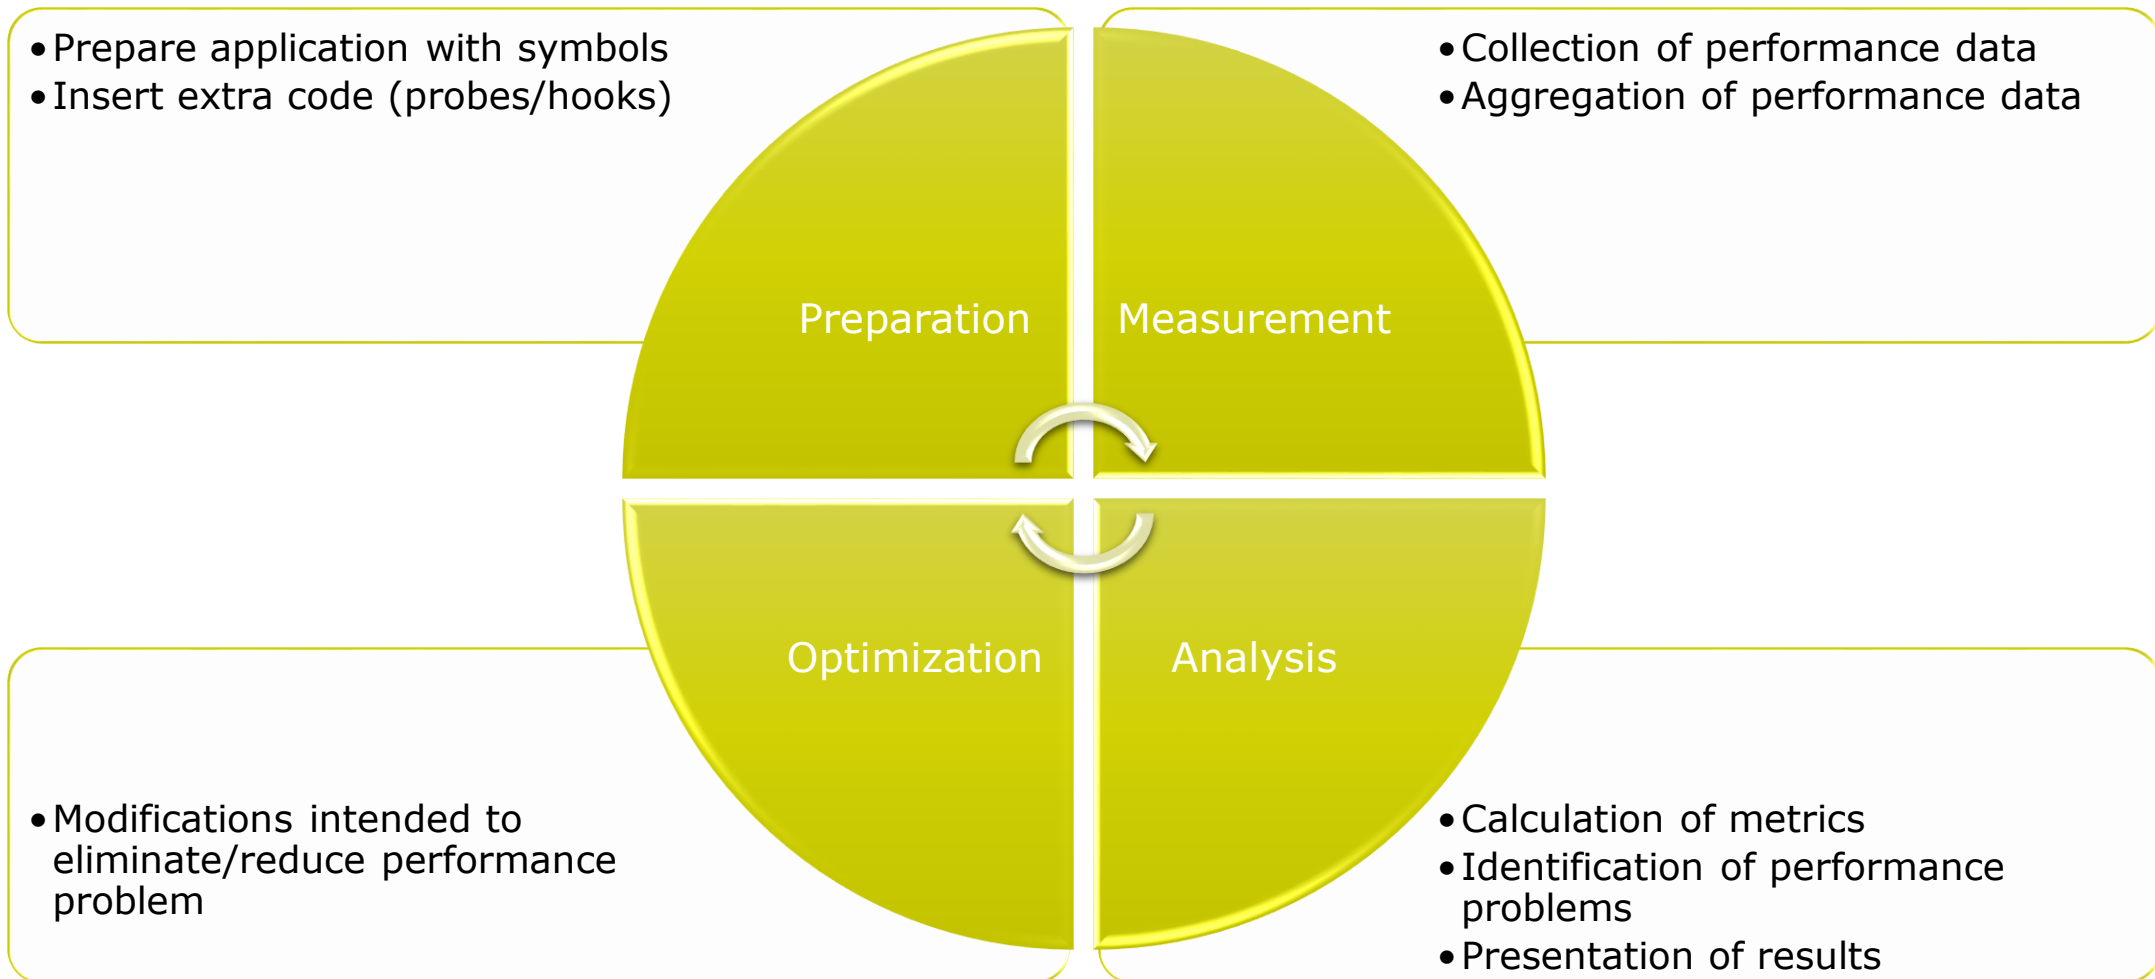 •Prepare application with symbols
•Insert extra code (probes/hooks)
•Collection of performance data
•Aggregation of performance data
Preparation
Measurement
Optimization
Analysis
•Modifications intended to
eliminate/reduce performance
problem
•Calculation of metrics
•Identification of performance
problems
•Presentation of results